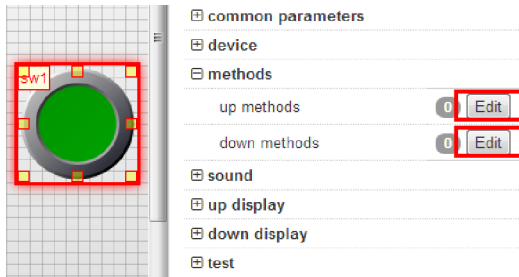 sw1
common parameters
device
methods
up methods 0 Edit
down methods 0 Edit
sound
up display
down display
test